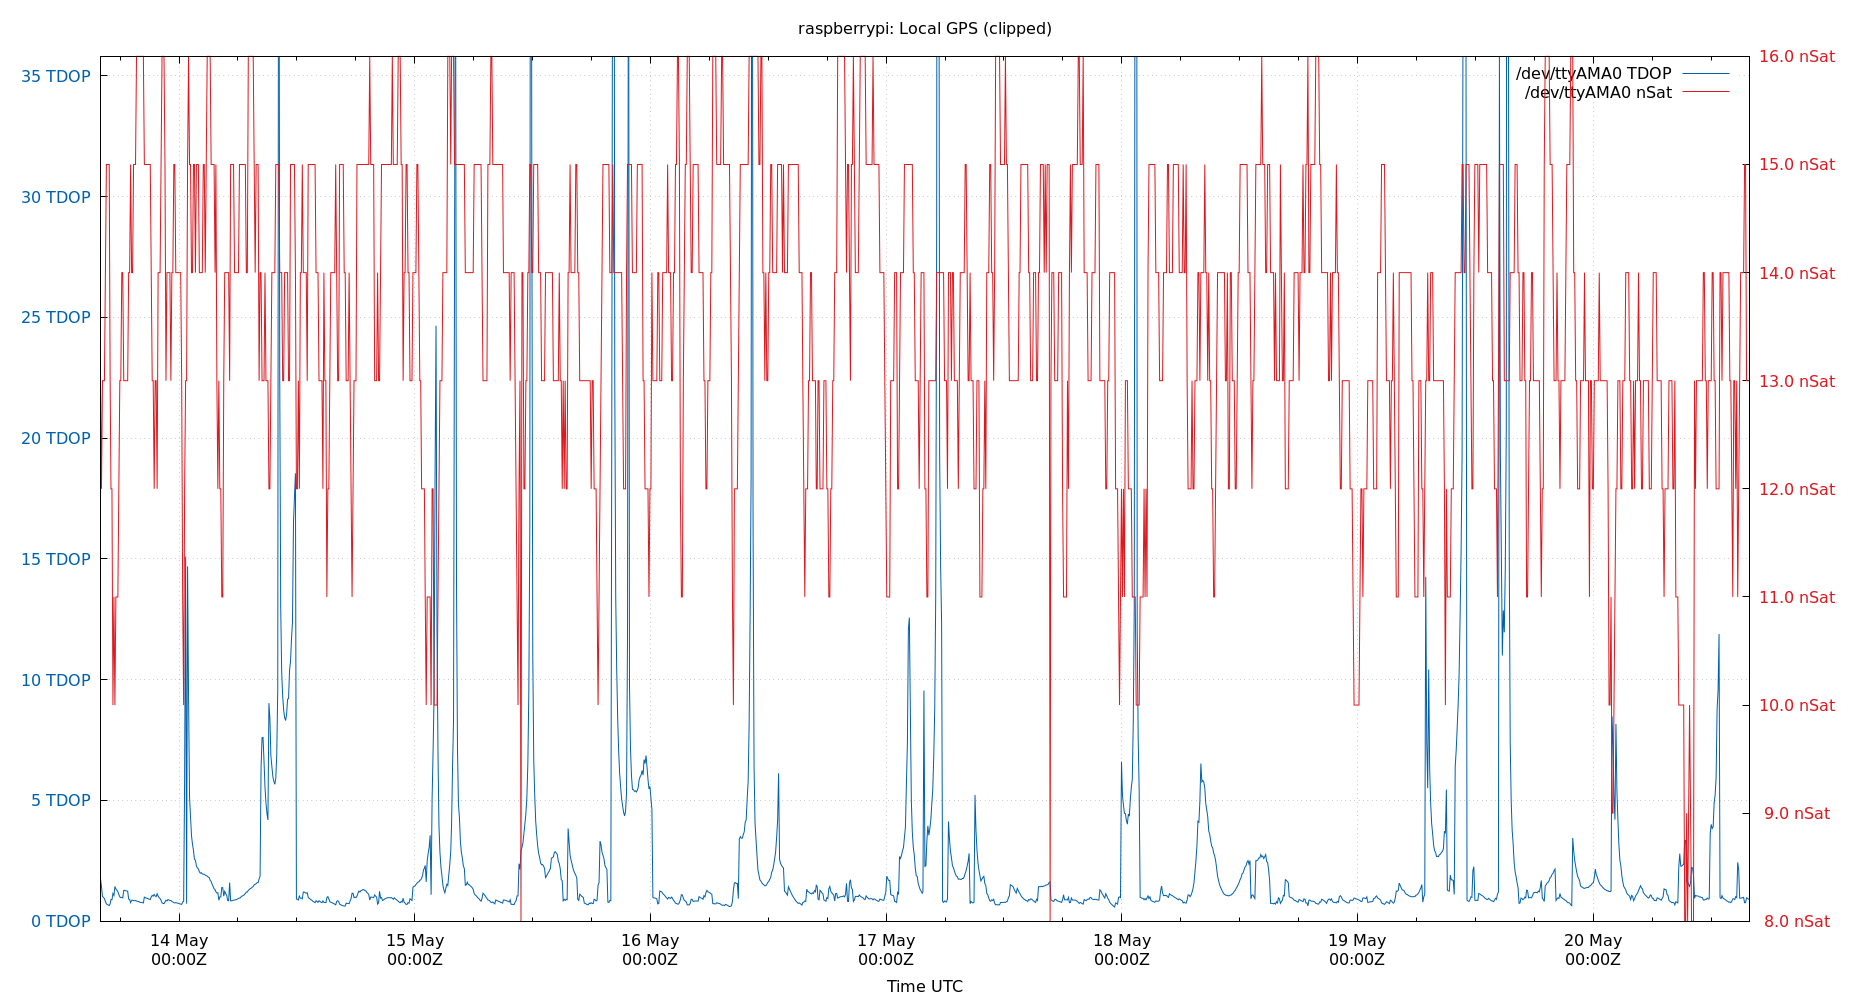 raspberrypi: Local GPS (clipped)
35 TDOP
30 TDOP
25 TDOP
20 TDOP
15 TDOP
10 TDOP
5 TDOP
0 TDOP
/dev/ttyAMA0 TDOP
/dev/ttyAMA0 nSat
16.0 nSat
15.0 nSat
14.0 nSat
13.0 nSat
12.0 nSat
11.0 nSat
10.0 nSat
9.0 nSat
8.0 nSat
14 May
00:00Z
15 May
00:00Z
16 May
00:00Z
17 May
00:00Z
18 May
00:00Z
19 May
00:00Z
20 May
00:00Z
Time UTC